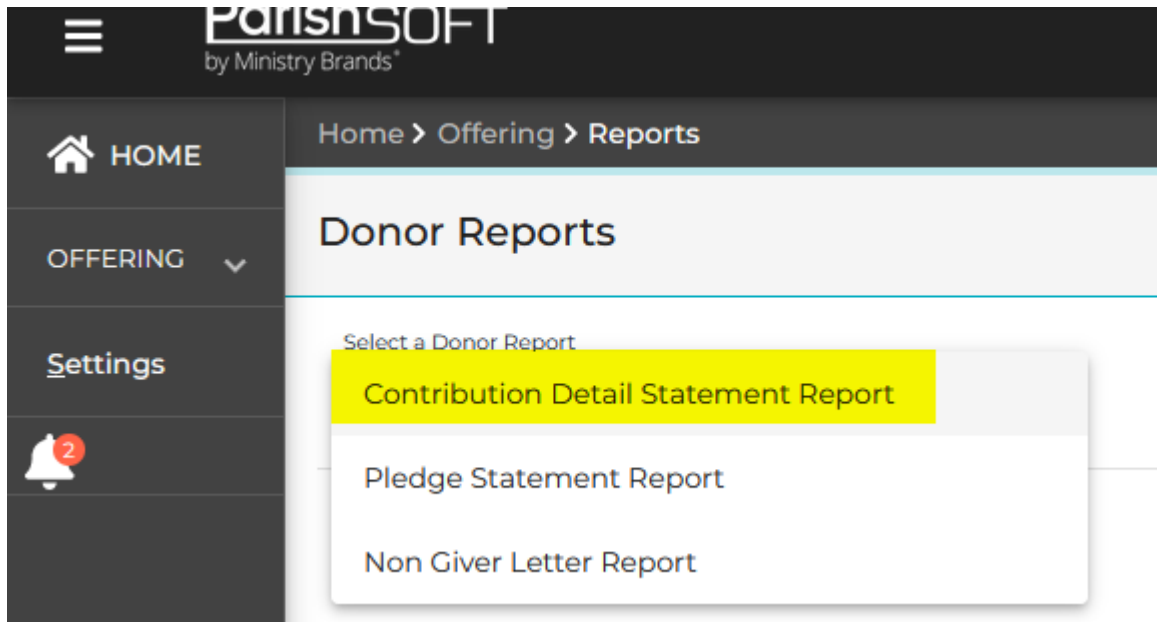 ParishSOFT
by Ministry Brands®
HOME
OFFERING
Settings
2
Home > Offering > Reports
Donor Reports
Select a Donor Report
Contribution Detail Statement Report
Pledge Statement Report
Non Giver Letter Report